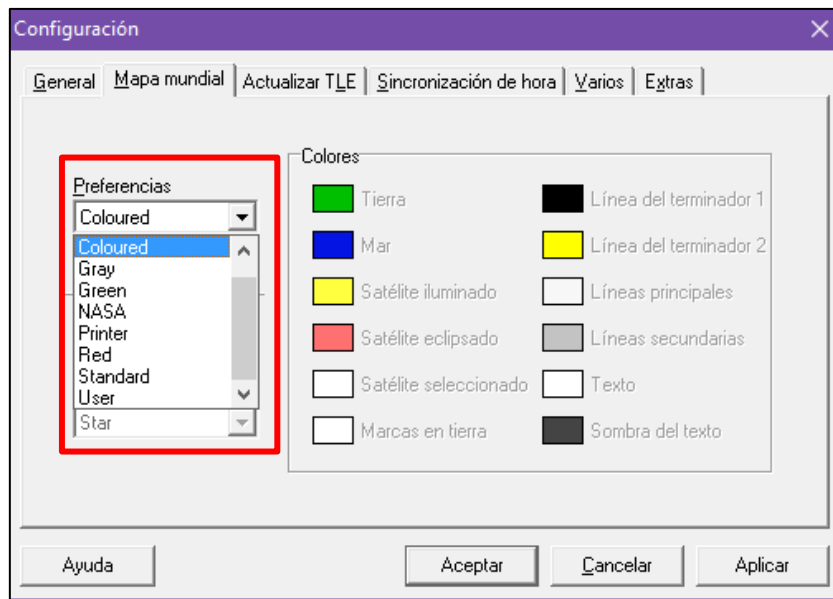 Configuración
General Mapa mundial Actualizar TLE Sincronización de hora Varios Extras
Preferencias
Coloured
Coloured
Gray
Green
NASA
Printer
Red
Standard
User
Star
Colores
Tierra
Mar
Satélite iluminado
Satélite eclipsado
Satélite seleccionado
Marcas en tierra
Línea del terminador 1
Línea del terminador 2
Líneas principales
Líneas secundarias
Texto
Sombra del texto
Ayuda Aceptar Cancelar Aplicar